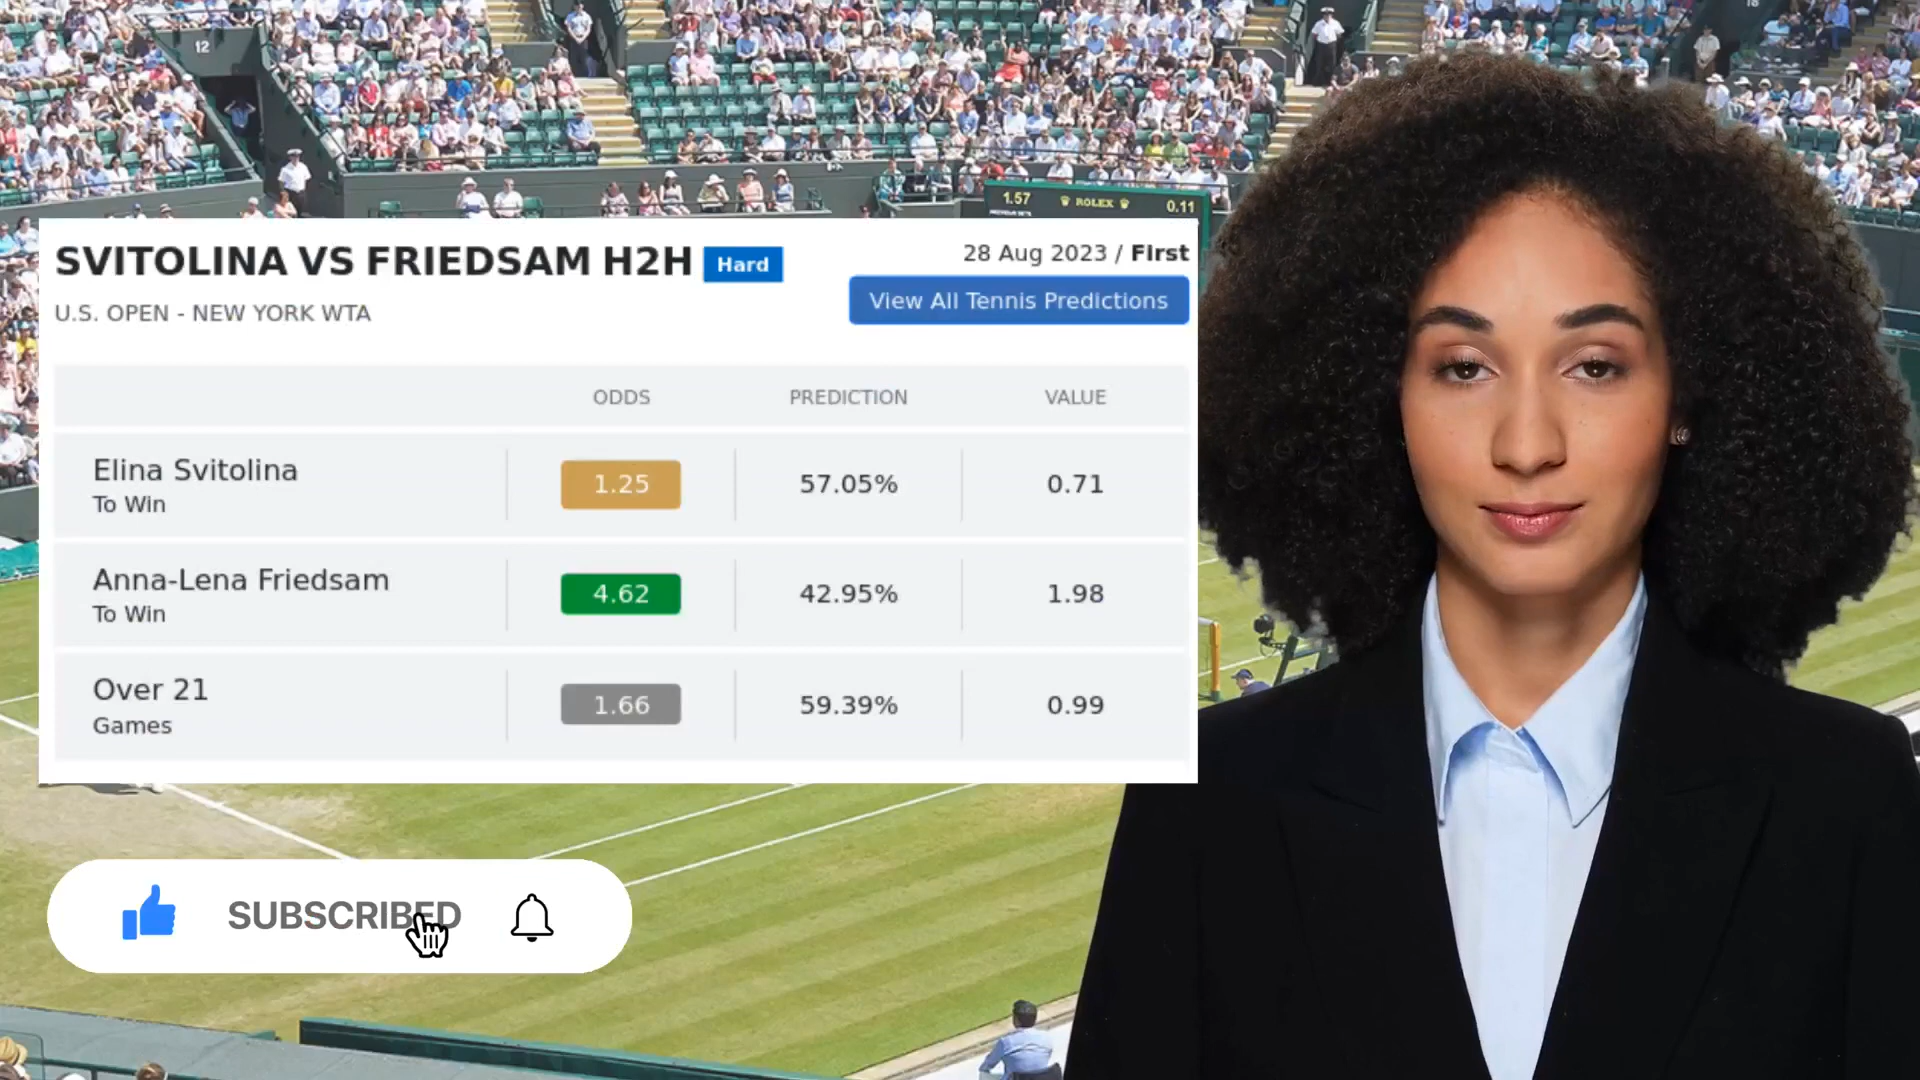 12
18
1.57 ROLEX 0.11
SVITOLINA VS FRIEDSAM H2H Hard
28 Aug 2023 / First
U.S. OPEN - NEW YORK WTA
View All Tennis Predictions
ODDS PREDICTION VALUE
Elina Svitolina
To Win
1.25 57.05% 0.71
Anna-Lena Friedsam
To Win
4.62 42.95% 1.98
Over 21
Games
1.66 59.39% 0.99
SUBSCRIBED